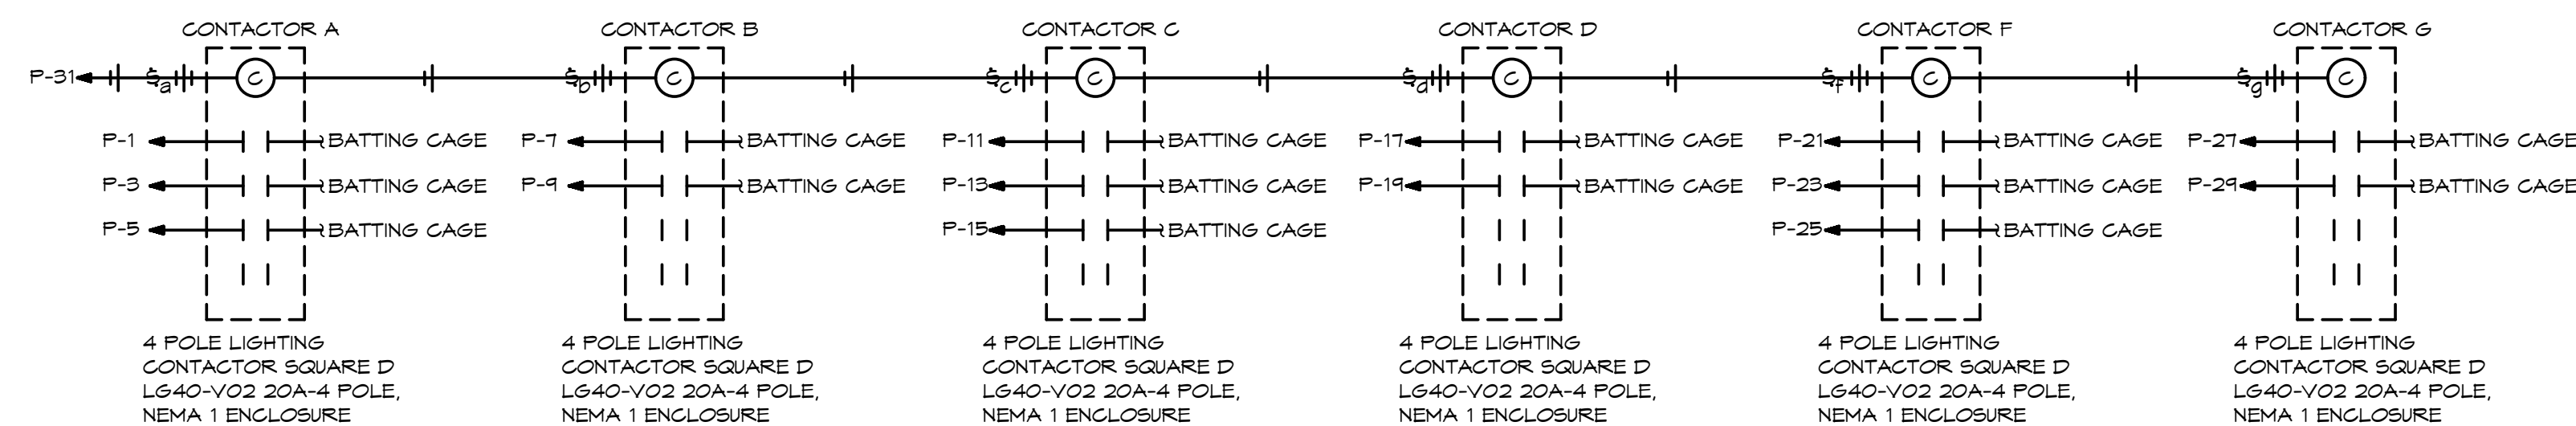 CONTACTOR A
CONTACTOR B
CONTACTOR C
CONTACTOR D
CONTACTOR F
CONTACTOR G
P-31
$a
C
$b
C
$c
C
$d
C
$f
C
$g
C
P-1
BATTING CAGE
P-7
BATTING CAGE
P-11
BATTING CAGE
P-17
BATTING CAGE
P-21
BATTING CAGE
P-27
BATTING CAGE
P-3
BATTING CAGE
P-9
BATTING CAGE
P-13
BATTING CAGE
P-19
BATTING CAGE
P-23
BATTING CAGE
P-29
BATTING CAGE
P-5
BATTING CAGE
P-15
BATTING CAGE
P-25
BATTING CAGE
4 POLE LIGHTING
CONTACTOR SQUARE D
LG40-V02 20A-4 POLE,
NEMA 1 ENCLOSURE
4 POLE LIGHTING
CONTACTOR SQUARE D
LG40-V02 20A-4 POLE,
NEMA 1 ENCLOSURE
4 POLE LIGHTING
CONTACTOR SQUARE D
LG40-V02 20A-4 POLE,
NEMA 1 ENCLOSURE
4 POLE LIGHTING
CONTACTOR SQUARE D
LG40-V02 20A-4 POLE,
NEMA 1 ENCLOSURE
4 POLE LIGHTING
CONTACTOR SQUARE D
LG40-V02 20A-4 POLE,
NEMA 1 ENCLOSURE
4 POLE LIGHTING
CONTACTOR SQUARE D
LG40-V02 20A-4 POLE,
NEMA 1 ENCLOSURE